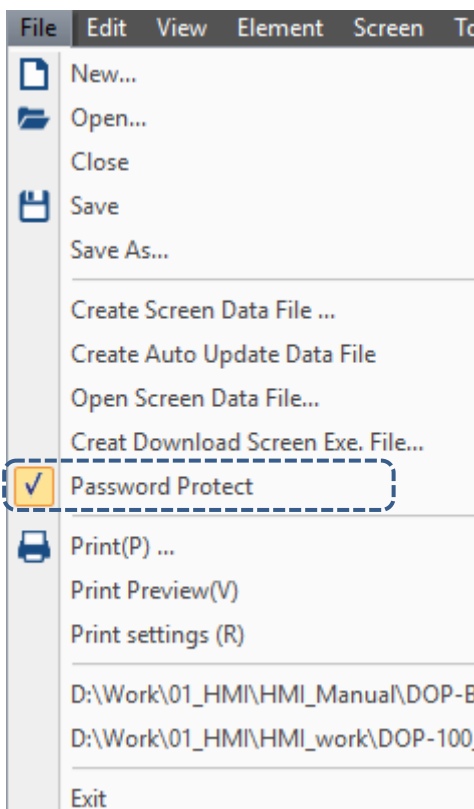 File Edit View Element Screen To
New...
Open...
Close
Save
Save As...
Create Screen Data File ...
Create Auto Update Data File
Open Screen Data File...
Creat Download Screen Exe. File...
Password Protect
Print(P) ...
Print Preview(V)
Print settings (R)
D:\Work\01_HMI\HMI_Manual\DOP-B
D:\Work\01_HMI\HMI_work\DOP-100_
Exit